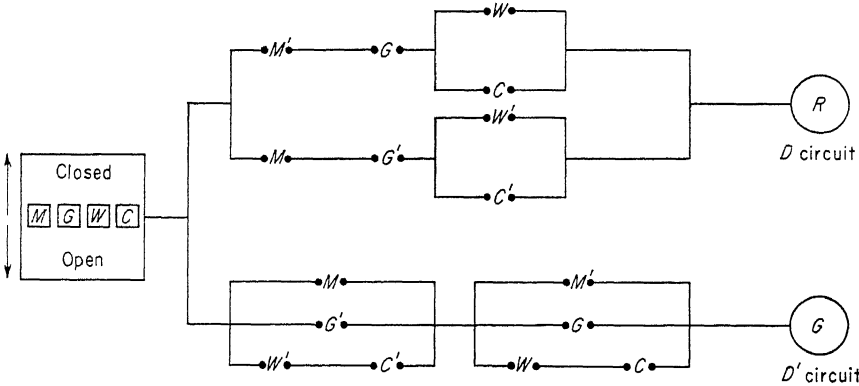 W
M' G
C
R
W'
D circuit
M G'
Closed
C'
M G W C
Open
M M'
G' G G
W' C' W C
D' circuit